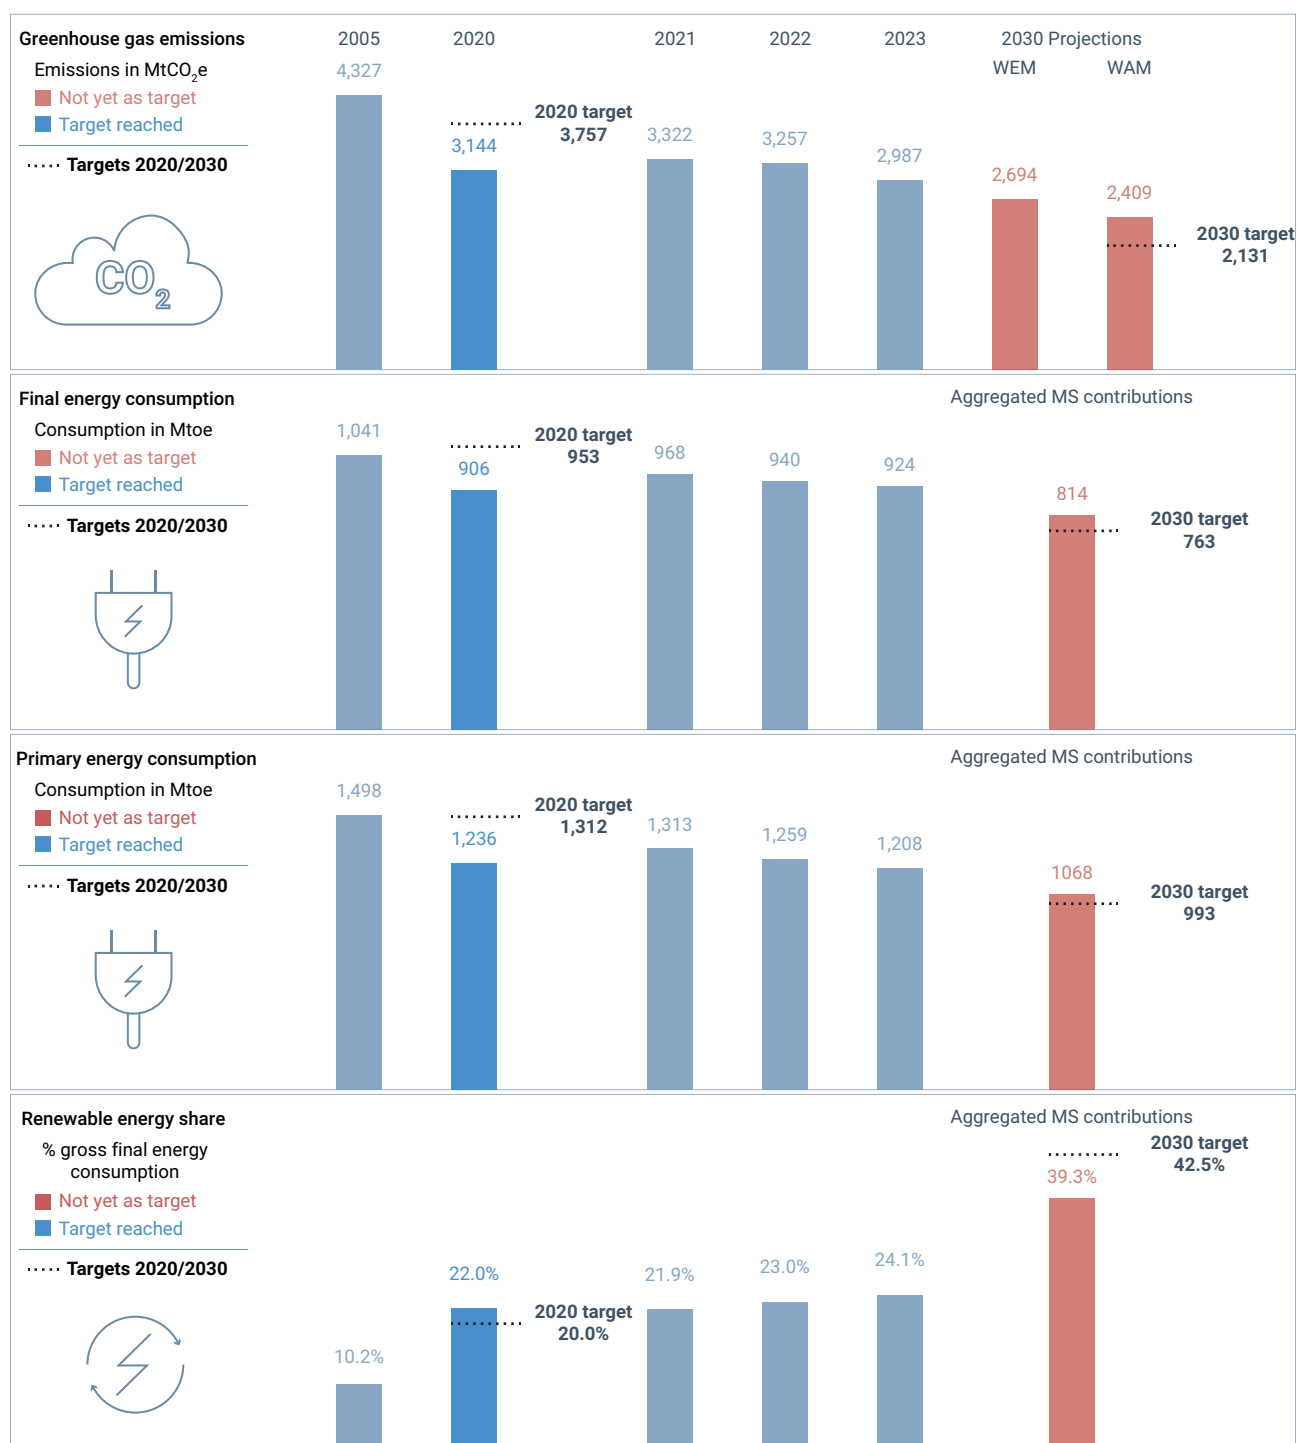 Greenhouse gas emissions
2005
2020
2021
2022
2023
2030 Projections
WEM
WAM
Emissions in MtCO2e
Not yet as target
Target reached
Targets 2020/2030
CO2
4,327
3,144
2020 target
3,757
3,322
3,257
2,987
2,694
2,409
2030 target
2,131
Final energy consumption
Aggregated MS contributions
Consumption in Mtoe
Not yet as target
Target reached
Targets 2020/2030
1,041
906
2020 target
953
968
940
924
814
2030 target
763
Primary energy consumption
Aggregated MS contributions
Consumption in Mtoe
Not yet as target
Target reached
Targets 2020/2030
1,498
1,236
2020 target
1,312
1,313
1,259
1,208
1068
2030 target
993
Renewable energy share
Aggregated MS contributions
% gross final energy
consumption
Not yet as target
Target reached
Targets 2020/2030
10.2%
22.0%
2020 target
20.0%
21.9%
23.0%
24.1%
39.3%
2030 target
42.5%